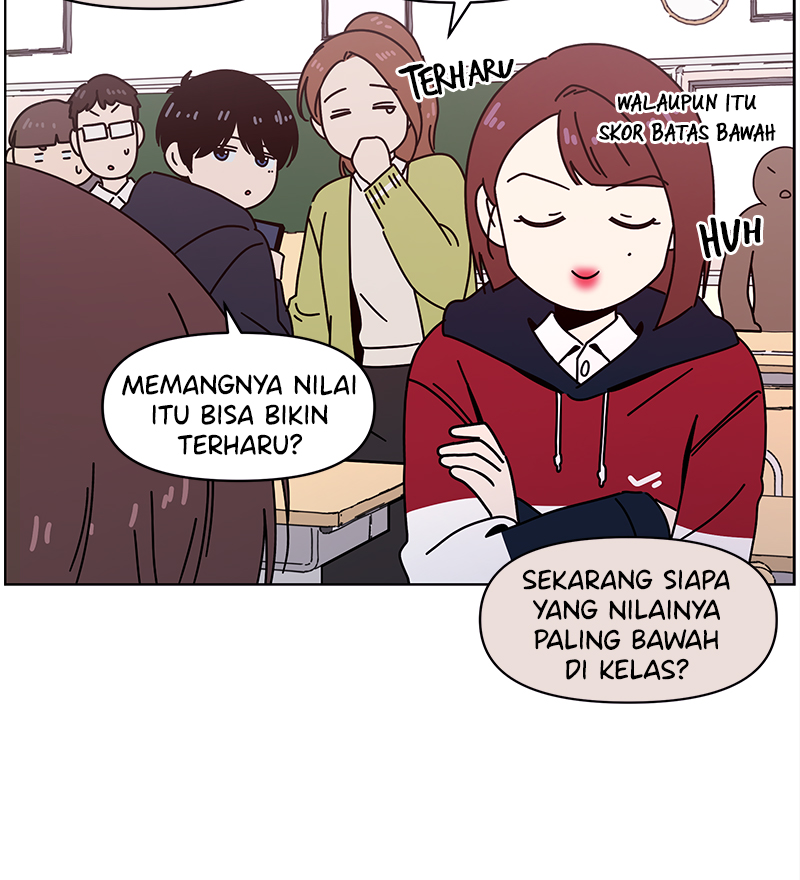 TERHARU
WALAUPUN ITU
SKOR BATAS BAWAH
HUH
MEMANGNYA NILAI
ITU BISA BIKIN
TERHARU?
SEKARANG SIAPA
YANG NILAINYA
PALING BAWAH
DI KELAS?